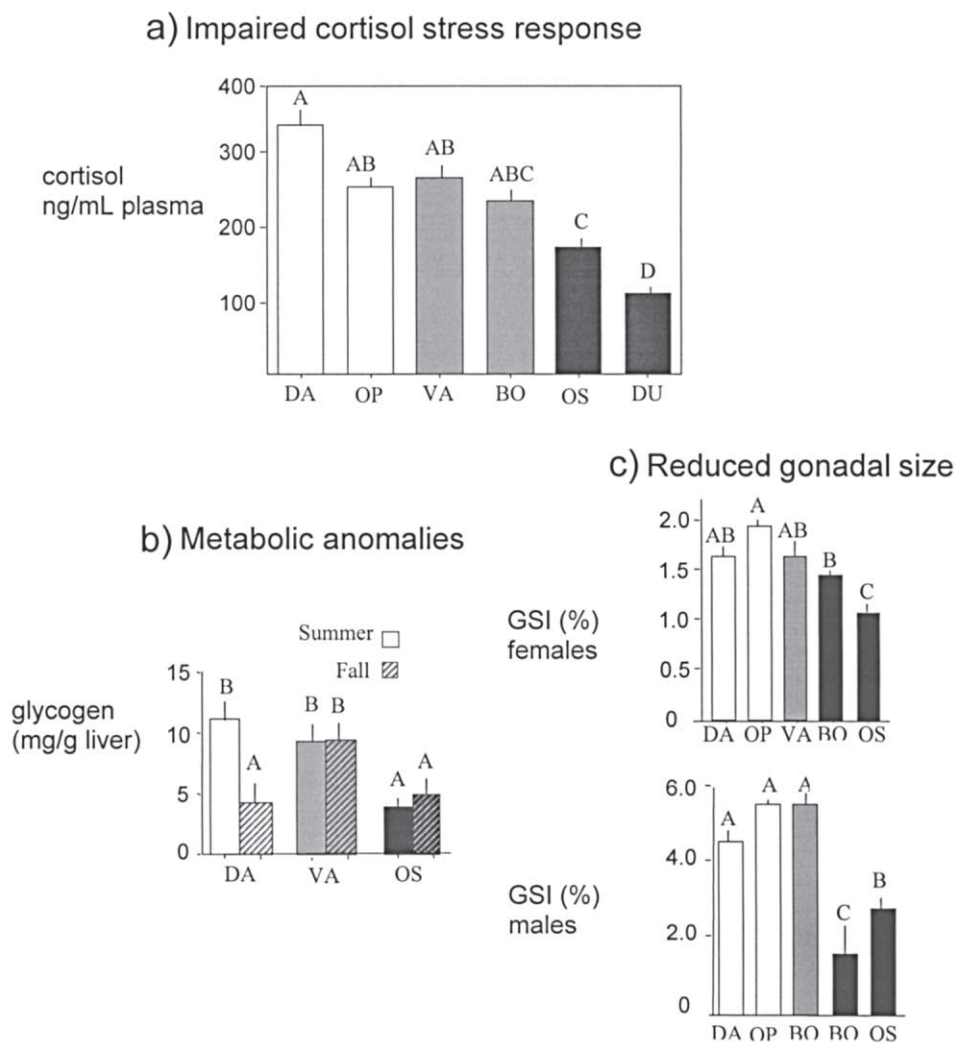 a) Impaired cortisol stress response
400
300
200
100
cortisol
ng/mL plasma
A
AB
AB
ABC
C
D
DA OP VA BO OS DU
b) Metabolic anomalies
Summer
Fall
15
10
5
0
glycogen
(mg/g liver)
B
A
B B
A
A
DA VA OS
c) Reduced gonadal size
2.0
1.5
1.0
0.5
0
GSI (%)
females
AB
A
AB
B
C
DA OP VA BO OS
6.0
4.0
2.0
0
GSI (%)
males
A
A
A
C
B
DA OP BO BO OS